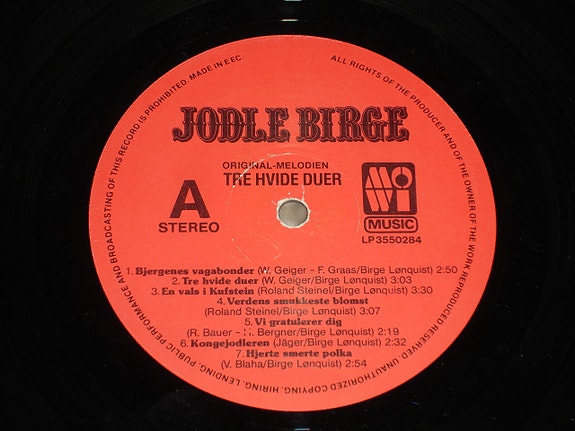 ALL RIGHTS OF THE PRODUCER AND OF THE OWNER OF THE WORK REPRODUCED RESERVED UNAUTHORIZED COPYING, HIRING, LENDING, PUBLIC PERFORMANCE AND BROADCASTING OF THIS RECORD IS PROHIBITED. MADE IN EEC.
JODLE BIRGE
ORIGINAL-MELODIEN
TRE HVIDE DUER
A
STEREO
MOWI
MUSIC
LP3550284
1. Bjergenes vagabonder (W. Geiger - F. Graas/Birge Lønquist) 2:50
2. Tre hvide duer (W. Geiger/Birge Lønquist) 3:03
3. En vals i Kufstein (Roland Steinel/Birge Lønquist) 3:30
4. Verdens smukkeste blomst
(Roland Steinel/Birge Lønquist) 3:07
5. Vi gratulerer dig
(R. Bauer - H. Bergner/Birge Lønquist) 2:19
6. Kongejodleren (Jäger/Birge Lønquist) 2:32
7. Hjerte smerte polka
(V. Blaha/Birge Lønquist) 2:54